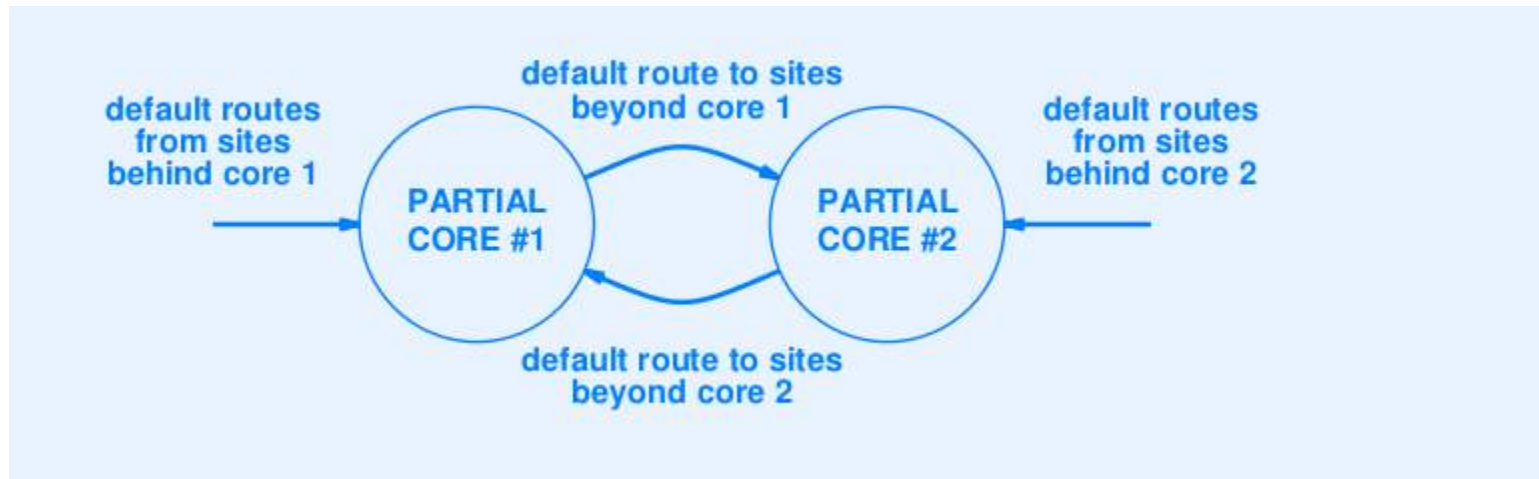 default routes
from sites
behind core 1
PARTIAL
CORE #1
default route to sites
beyond core 1
default route to sites
beyond core 2
PARTIAL
CORE #2
default routes
from sites
behind core 2